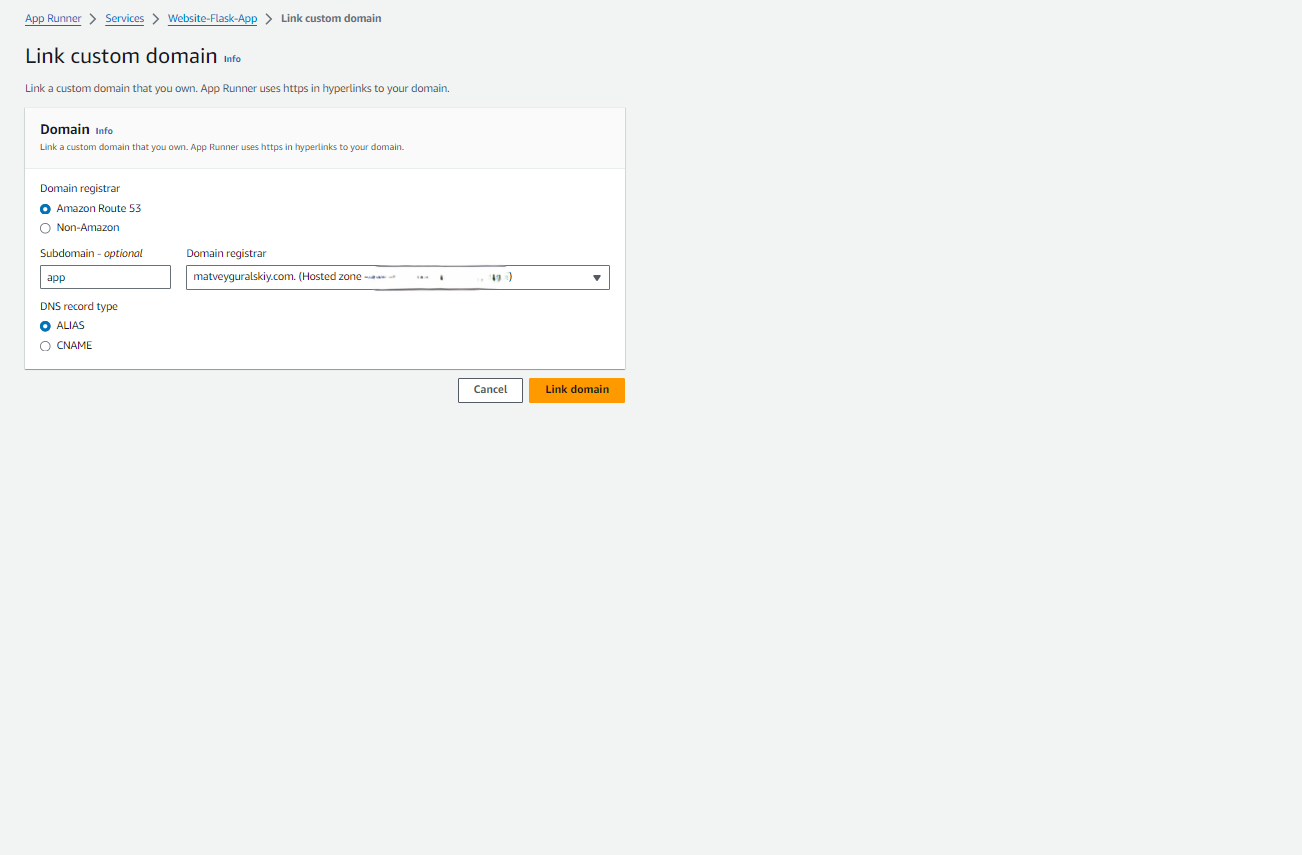 App Runner > Services > Website-Flask-App > Link custom domain
Link custom domain Info
Link a custom domain that you own. App Runner uses https in hyperlinks to your domain.
Domain Info
Link a custom domain that you own. App Runner uses https in hyperlinks to your domain.
Domain registrar
Amazon Route 53
Non-Amazon
Subdomain - optional Domain registrar
app matveyguralskiy.com. (Hosted zone )
DNS record type
ALIAS
CNAME
Cancel Link domain